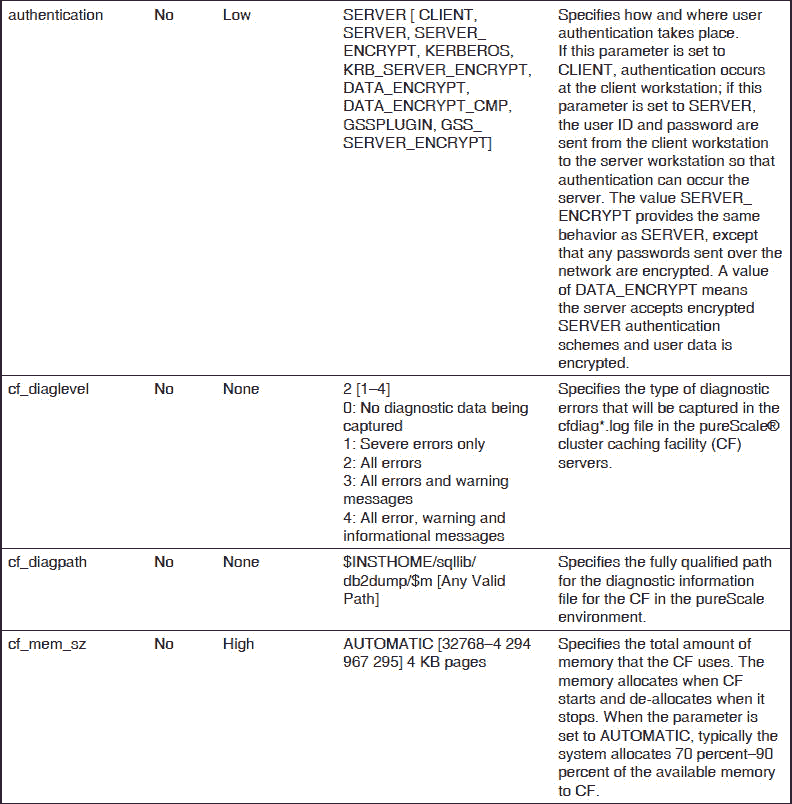 authentication No Low SERVER [ CLIENT,
SERVER, SERVER_
ENCRYPT, KERBEROS,
KRB_SERVER_ENCRYPT,
DATA_ENCRYPT,
DATA_ENCRYPT_CMP,
GSSPLUGIN, GSS_
SERVER_ENCRYPT]
Specifies how and where user
authentication takes place.
If this parameter is set to
CLIENT, authentication occurs
at the client workstation; if this
parameter is set to SERVER,
the user ID and password are
sent from the client workstation
to the server workstation so that
authentication can occur the
server. The value SERVER_
ENCRYPT provides the same
behavior as SERVER, except
that any passwords sent over the
network are encrypted. A value
of DATA_ENCRYPT means
the server accepts encrypted
SERVER authentication
schemes and user data is
encrypted.
cf_diaglevel No None 2 [1–4]
0: No diagnostic data being
captured
1: Severe errors only
2: All errors
3: All errors and warning
messages
4: All error, warning and
informational messages
Specifies the type of diagnostic
errors that will be captured in the
cfdiag*.log file in the pureScale®
cluster caching facility (CF)
servers.
cf_diagpath No None $INSTHOME/sqllib/
db2dump/$m [Any Valid
Path]
Specifies the fully qualified path
for the diagnostic information
file for the CF in the pureScale
environment.
cf_mem_sz No High AUTOMATIC [32768–4 294
967 295] 4 KB pages
Specifies the total amount of
memory that the CF uses. The
memory allocates when CF
starts and de-allocates when it
stops. When the parameter is
set to AUTOMATIC, typically the
system allocates 70 percent–90
percent of the available memory
to CF.